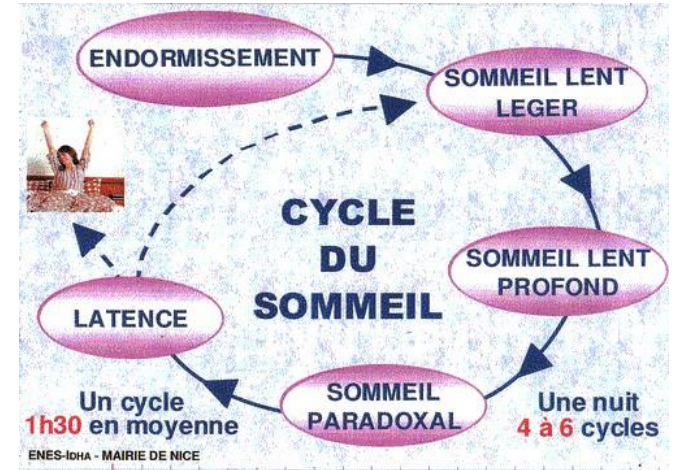 ENDORMISSEMENT
SOMMEIL LENT
LEGER
CYCLE
DU
SOMMEIL
SOMMEIL LENT
PROFOND
LATENCE
SOMMEIL
PARADOXAL
Un cycle
1h30 en moyenne
Une nuit
4 à 6 cycles
ENES-IDHA - MAIRIE DE NICE